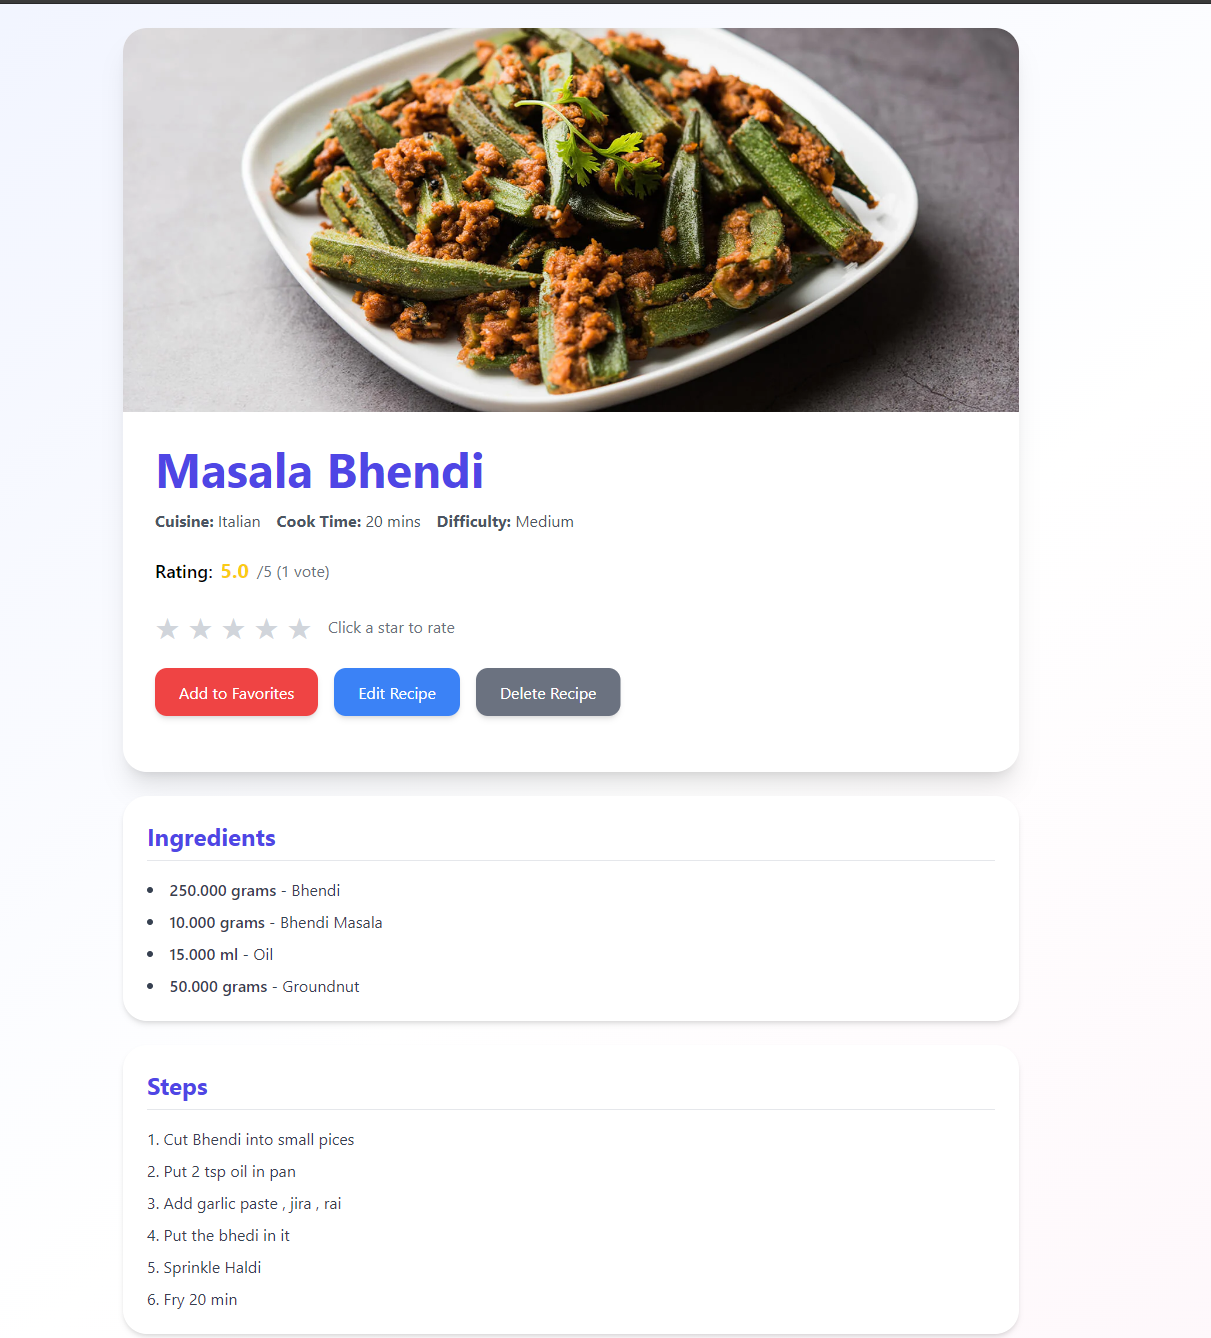 Masala Bhendi
Cuisine: Italian Cook Time: 20 mins Difficulty: Medium
Rating: 5.0 /5 (1 vote)
★ ★ ★ ★ ★ Click a star to rate
Add to Favorites Edit Recipe Delete Recipe
Ingredients
• 250.000 grams - Bhendi
• 10.000 grams - Bhendi Masala
• 15.000 ml - Oil
• 50.000 grams - Groundnut
Steps
1. Cut Bhendi into small pices
2. Put 2 tsp oil in pan
3. Add garlic paste , jira , rai
4. Put the bhedi in it
5. Sprinkle Haldi
6. Fry 20 min